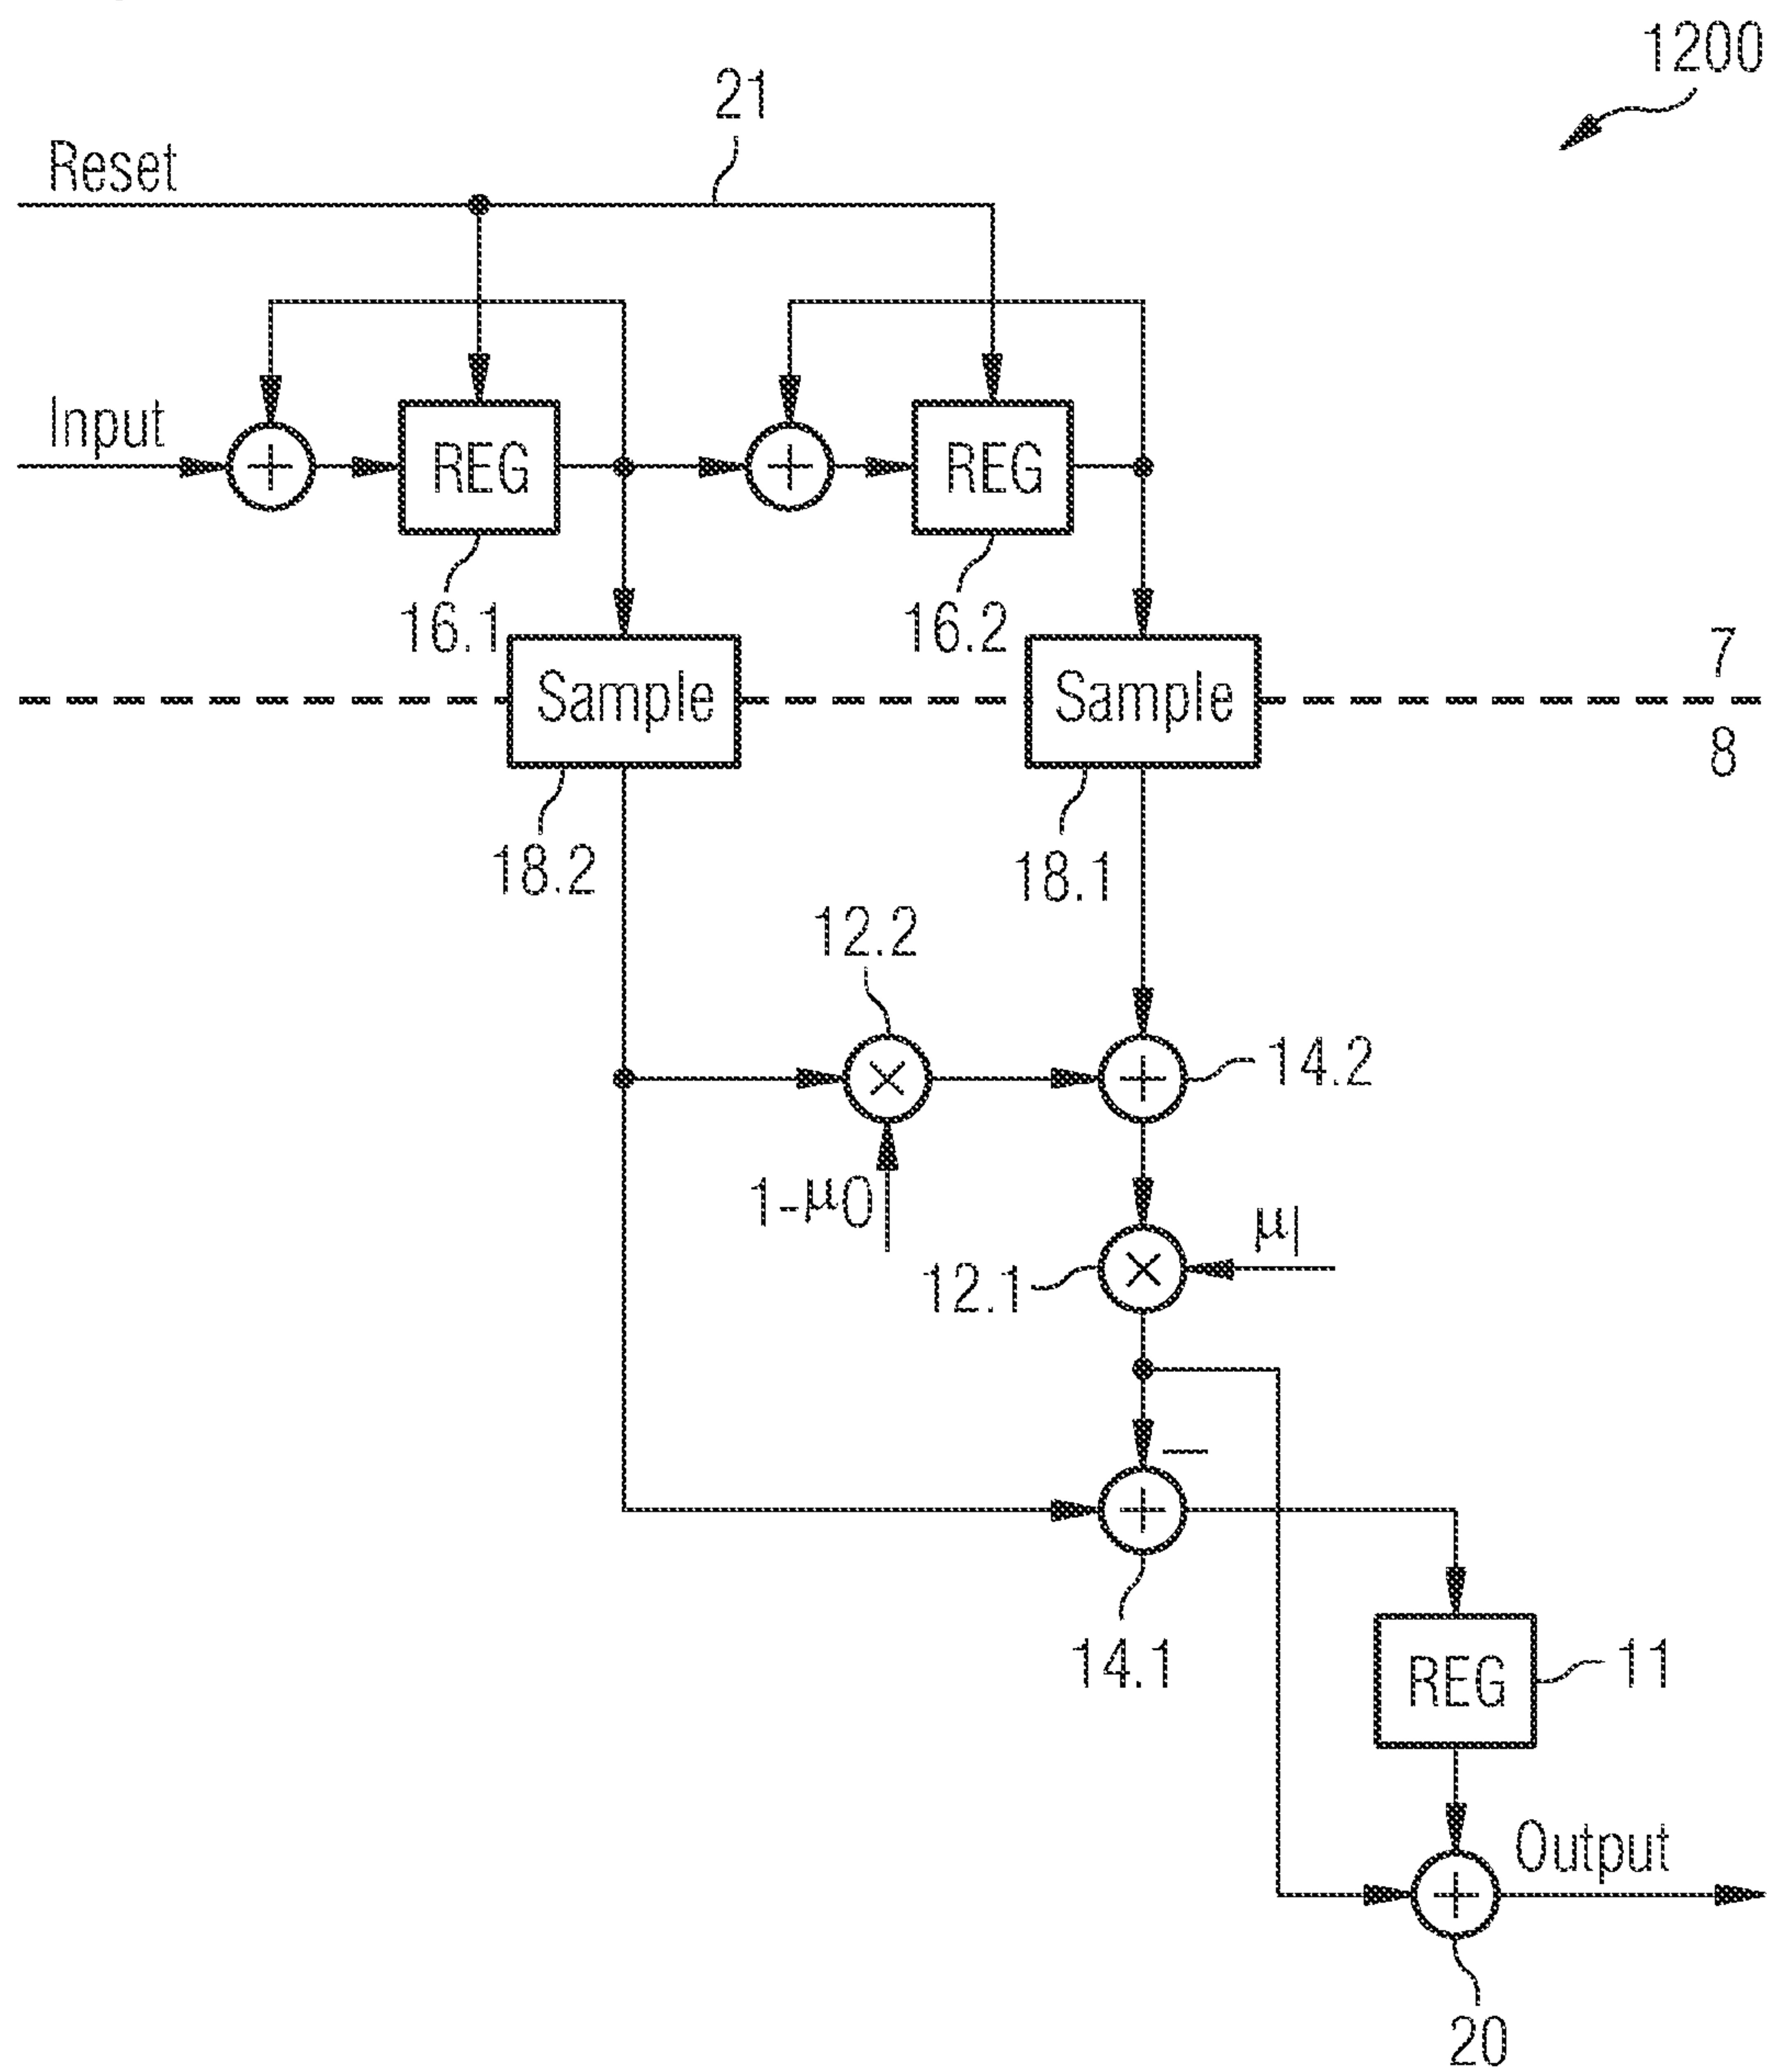 1200
21
Reset
Input
+
REG
+
REG
16.1
16.2
Sample
Sample
7
8
18.2
18.1
12.2
×
+
14.2
1-µ0
µI
12.1
×
−
+
14.1
REG
11
Output
+
20